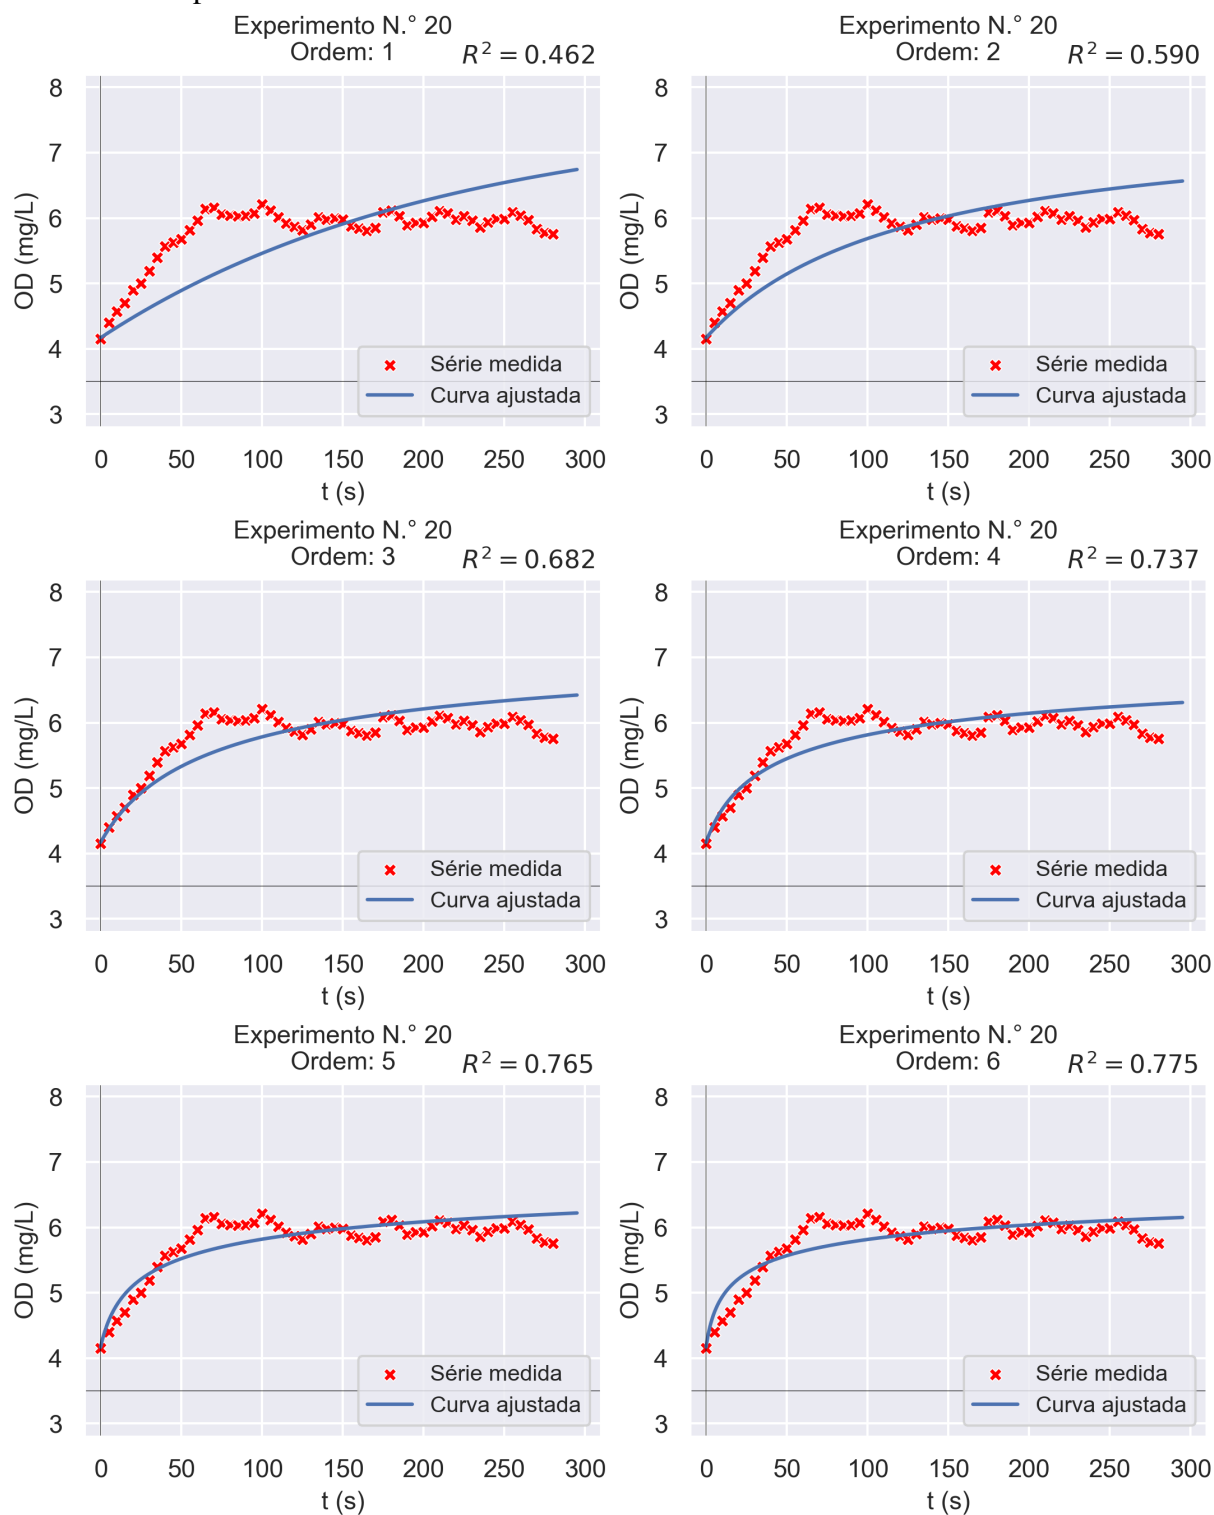 Experimento N.° 20
Ordem: 1 R² = 0.462
OD (mg/L)
8
7
6
5
4
3
Série medida
Curva ajustada
0 50 100 150 200 250 300
t (s)
Experimento N.° 20
Ordem: 2 R² = 0.590
OD (mg/L)
8
7
6
5
4
3
Série medida
Curva ajustada
0 50 100 150 200 250 300
t (s)
Experimento N.° 20
Ordem: 3 R² = 0.682
OD (mg/L)
8
7
6
5
4
3
Série medida
Curva ajustada
0 50 100 150 200 250 300
t (s)
Experimento N.° 20
Ordem: 4 R² = 0.737
OD (mg/L)
8
7
6
5
4
3
Série medida
Curva ajustada
0 50 100 150 200 250 300
t (s)
Experimento N.° 20
Ordem: 5 R² = 0.765
OD (mg/L)
8
7
6
5
4
3
Série medida
Curva ajustada
0 50 100 150 200 250 300
t (s)
Experimento N.° 20
Ordem: 6 R² = 0.775
OD (mg/L)
8
7
6
5
4
3
Série medida
Curva ajustada
0 50 100 150 200 250 300
t (s)